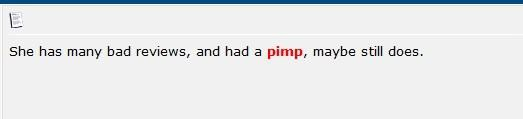 She has many bad reviews, and had a pimp, maybe still does.